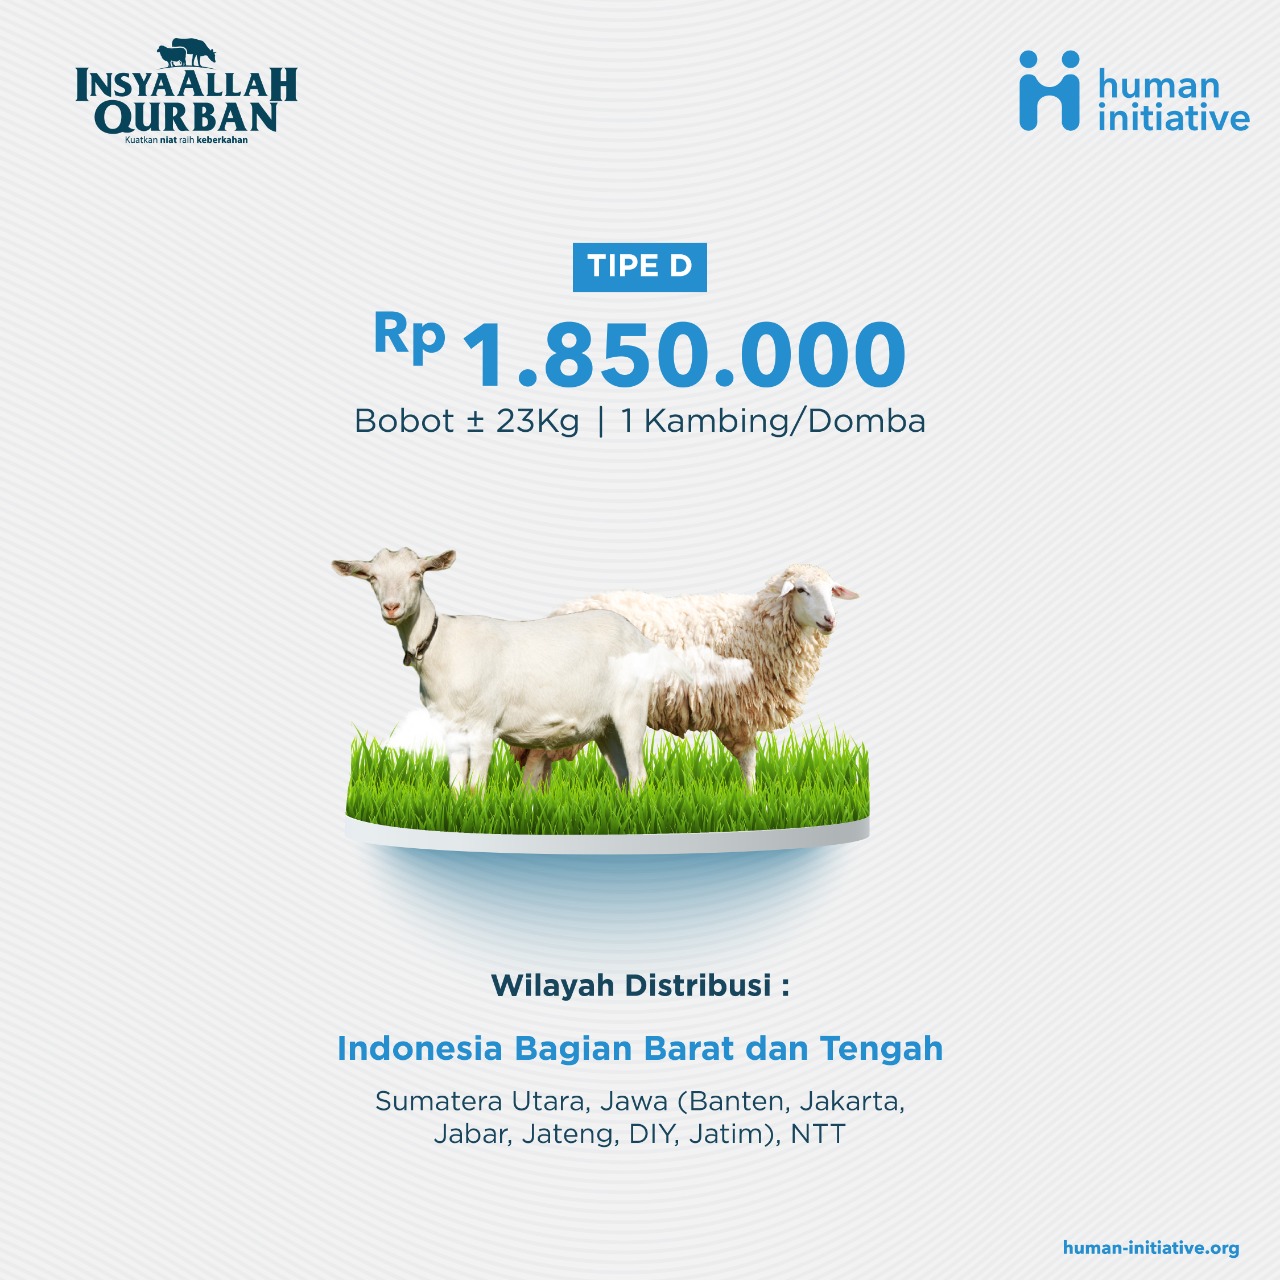 INSYAALLAH
QURBAN
Kuatkan niat raih keberkahan
human
initiative
TIPE D
Rp 1.850.000
Bobot ± 23Kg | 1 Kambing/Domba
Wilayah Distribusi :
Indonesia Bagian Barat dan Tengah
Sumatera Utara, Jawa (Banten, Jakarta,
Jabar, Jateng, DIY, Jatim), NTT
human-initiative.org